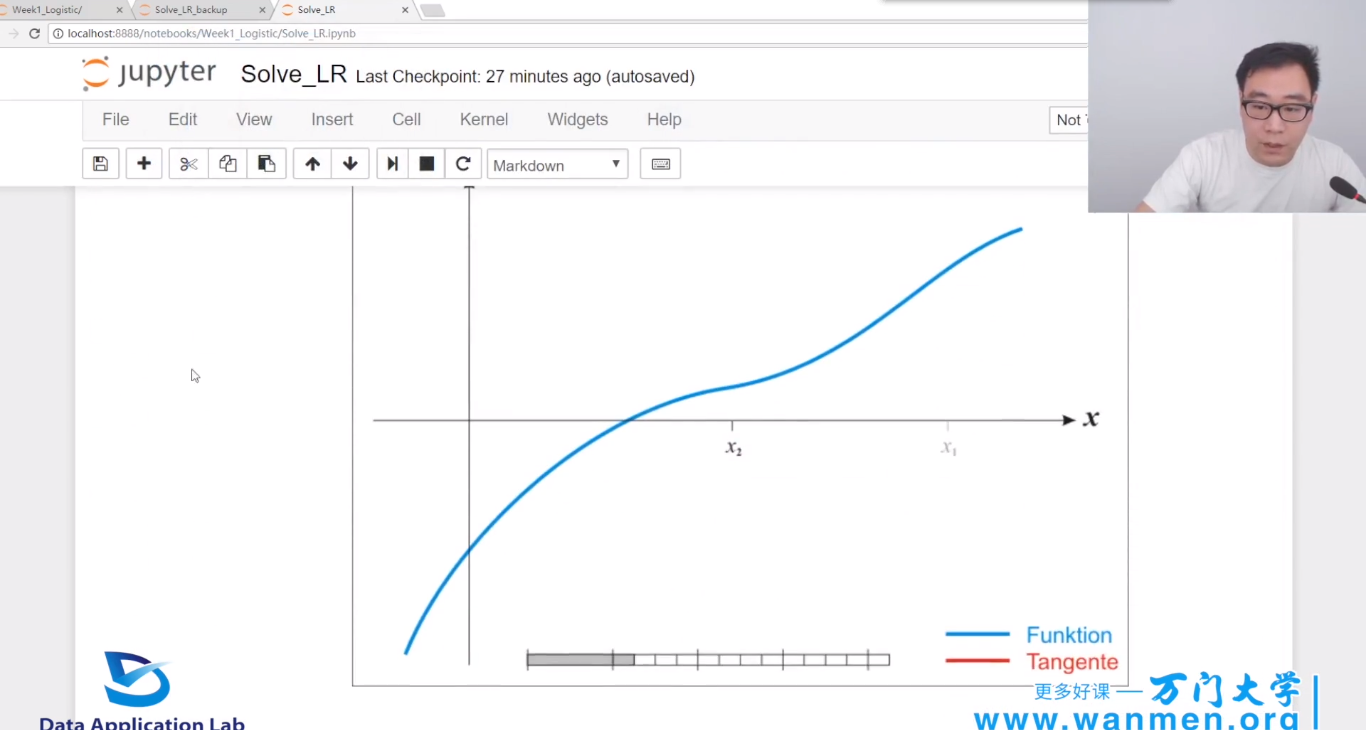 Week1_Logistic/ Solve_LR_backup Solve_LR
localhost:8888/notebooks/Week1_Logistic/Solve_LR.ipynb
jupyter Solve_LR Last Checkpoint: 27 minutes ago (autosaved)
File Edit View Insert Cell Kernel Widgets Help Not
Markdown
x
x₂ x₁
Funktion
Tangente
更多好课 — 万门大学
www.wanmen.org
Data Application Lab